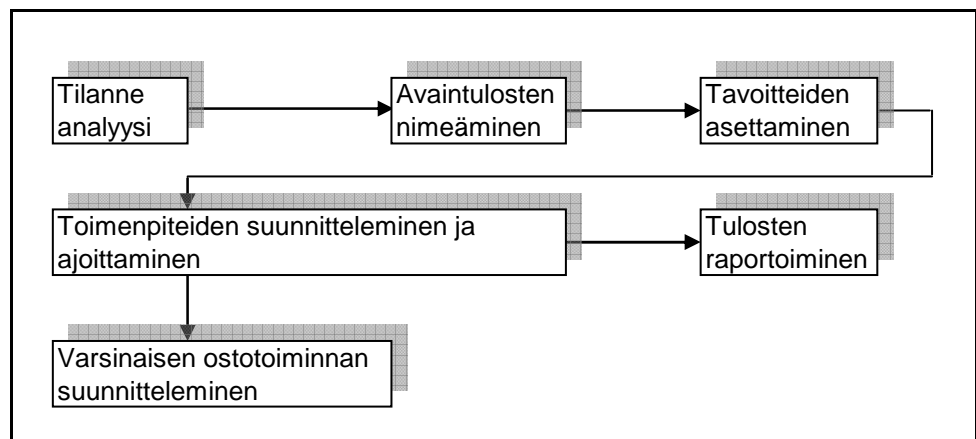 Tilanne
analyysi
Avaintulosten
nimeäminen
Tavoitteiden
asettaminen
Toimenpiteiden suunnitteleminen ja
ajoittaminen
Tulosten
raportoiminen
Varsinaisen ostotoiminnan
suunnitteleminen